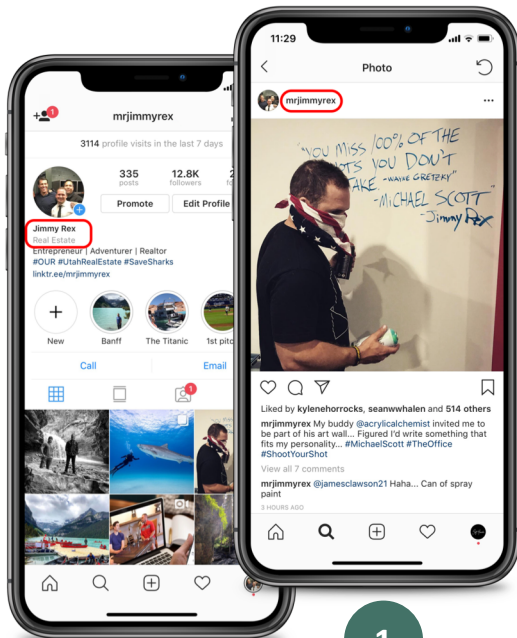 1
mrjimmyrex
3114 profile visits in the last 7 days
335
posts
12.8K
followers
Promote
Edit Profile
Jimmy Rex
Real Estate
Entrepreneur | Adventurer | Realtor
#OUR #UtahRealEstate #SaveSharks
linktr.ee/mrjimmyrex
New
Banff
The Titanic
1st pitc
Call
Email
1
11:29
Photo
mrjimmyrex
"YOU MISS 100% OF THE
TS YOU DON'T
TAKE. -WAYNE GRETZKY"
-MICHAEL SCOTT"
-Jimmy Rex
Liked by kylenehorrocks, seanwwhalen and 514 others
mrjimmyrex My buddy @acrylicalchemist invited me to
be part of his art wall... Figured I'd write something that
fits my personality... #MichaelScott #TheOffice
#ShootYourShot
View all 7 comments
mrjimmyrex @jamesclawson21 Haha... Can of spray
paint
3 HOURS AGO
1